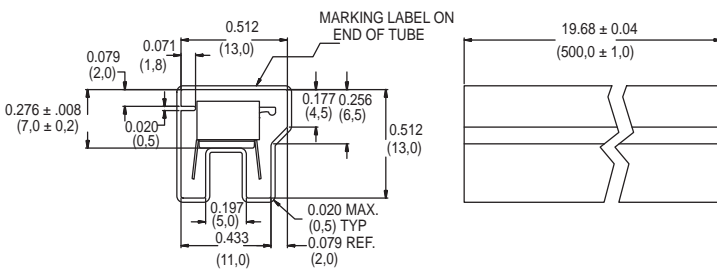 0.512
(13,0)
MARKING LABEL ON
END OF TUBE
19.68 ± 0.04
(500,0 ± 1,0)
0.071
(1,8)
0.079
(2,0)
0.276 ± .008
(7,0 ± 0,2)
0.020
(0,5)
0.177
(4,5)
0.256
(6,5)
0.512
(13,0)
0.197
(5,0)
0.020 MAX.
(0,5) TYP
0.433
(11,0)
0.079 REF.
(2,0)